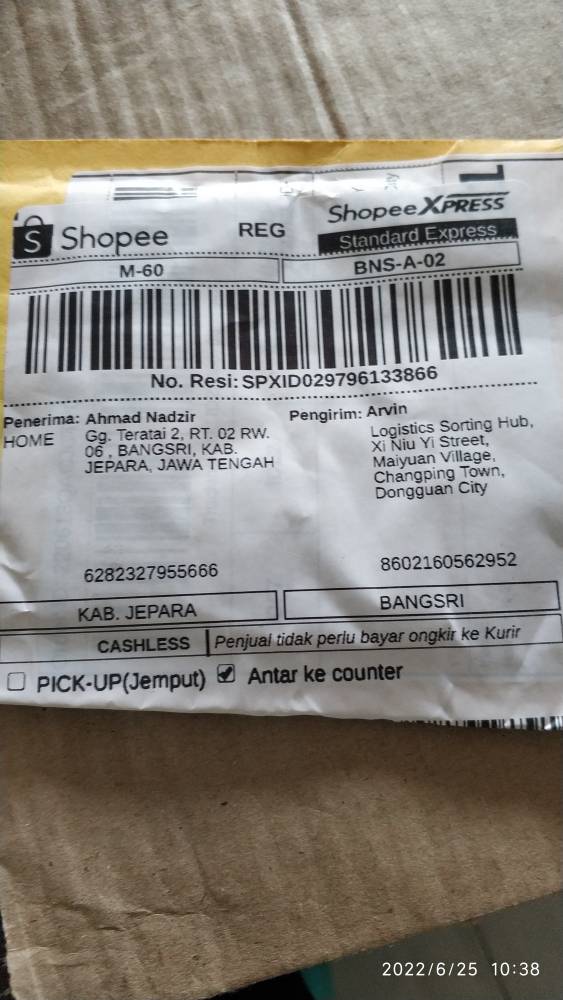 Shopee
REG
ShopeeXPRESS
Standard Express
M-60
BNS-A-02
No. Resi: SPXID029796133866
Penerima: Ahmad Nadzir
HOME
Gg. Teratai 2, RT. 02 RW.
06 , BANGSRI, KAB.
JEPARA, JAWA TENGAH
6282327955666
Pengirim: Arvin
Logistics Sorting Hub,
Xi Niu Yi Street,
Maiyuan Village,
Changping Town,
Dongguan City
8602160562952
KAB. JEPARA
BANGSRI
CASHLESS
Penjual tidak perlu bayar ongkir ke Kurir
PICK-UP(Jemput)
Antar ke counter
2022/6/25 10:38